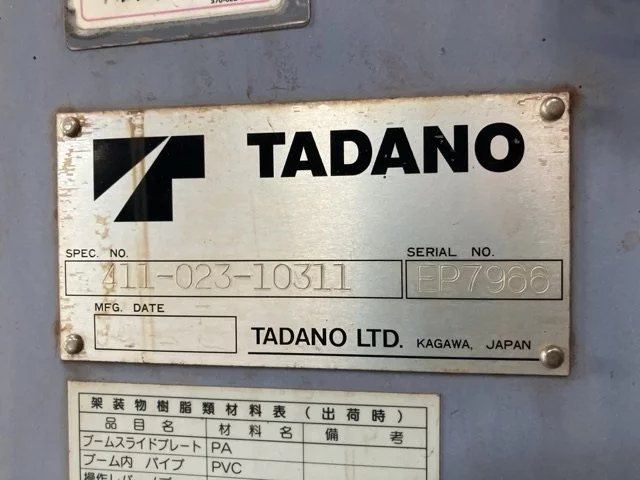 TADANO
SPEC. NO.
SERIAL NO.
411-023-10311
EP7966
MFG. DATE
TADANO LTD. KAGAWA, JAPAN
架装物樹脂類材料表(出荷時)
品目名 材料名 備考
ブームスライドプレート PA
ブーム内 パイプ PVC